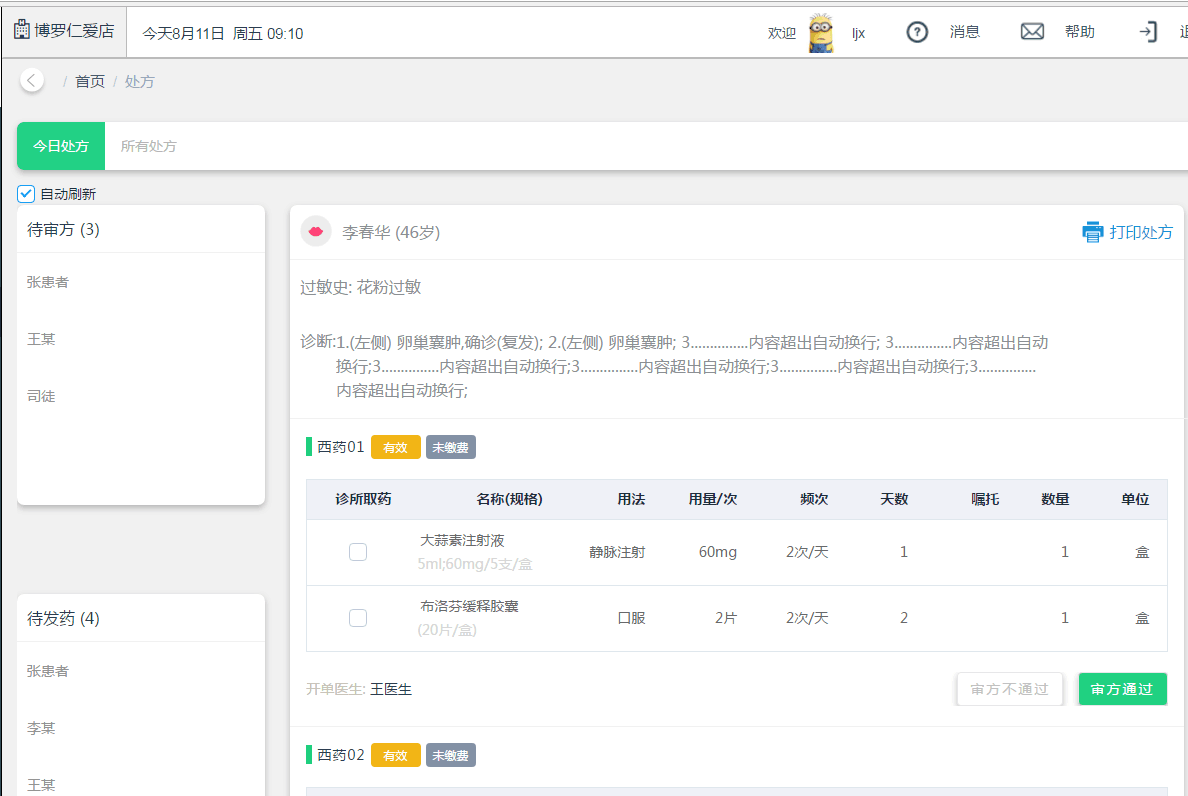 博罗仁爱店 今天8月11日 周五 09:10 欢迎 ljx ? 消息 帮助
/ 首页 / 处方
今日处方 所有处方
自动刷新
待审方 (3)
张患者
王某
司徒
待发药 (4)
张患者
李某
王某
李春华 (46岁) 打印处方
过敏史: 花粉过敏
诊断:1.(左侧) 卵巢囊肿,确诊(复发); 2.(左侧) 卵巢囊肿; 3..............内容超出自动换行; 3..............内容超出自动
换行;3..............内容超出自动换行;3..............内容超出自动换行;3..............内容超出自动换行;3..............
内容超出自动换行;
西药01 有效 未缴费
诊所取药 名称(规格) 用法 用量/次 频次 天数 嘱托 数量 单位
大蒜素注射液 静脉注射 60mg 2次/天 1 1 盒
5ml;60mg/5支/盒
布洛芬缓释胶囊 口服 2片 2次/天 2 1 盒
(20片/盒)
开单医生: 王医生 审方不通过 审方通过
西药02 有效 未缴费